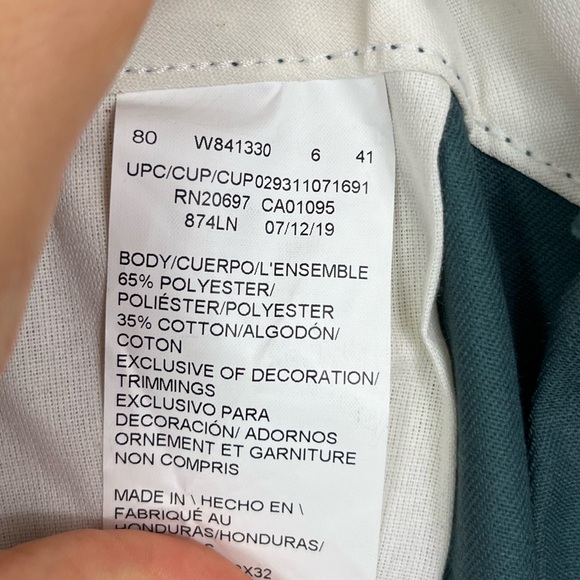 80 W841330 6 41
UPC/CUP/CUP029311071691
RN20697 CA01095
874LN 07/12/19
BODY/CUERPO/L'ENSEMBLE
65% POLYESTER/
POLIÉSTER/POLYESTER
35% COTTON/ALGODÓN/
COTON
EXCLUSIVE OF DECORATION/
TRIMMINGS
EXCLUSIVO PARA
DECORACIÓN/ ADORNOS
ORNEMENT ET GARNITURE
NON COMPRIS
MADE IN \ HECHO EN \
FABRIQUÉ AU
HONDURAS/HONDURAS/
X32